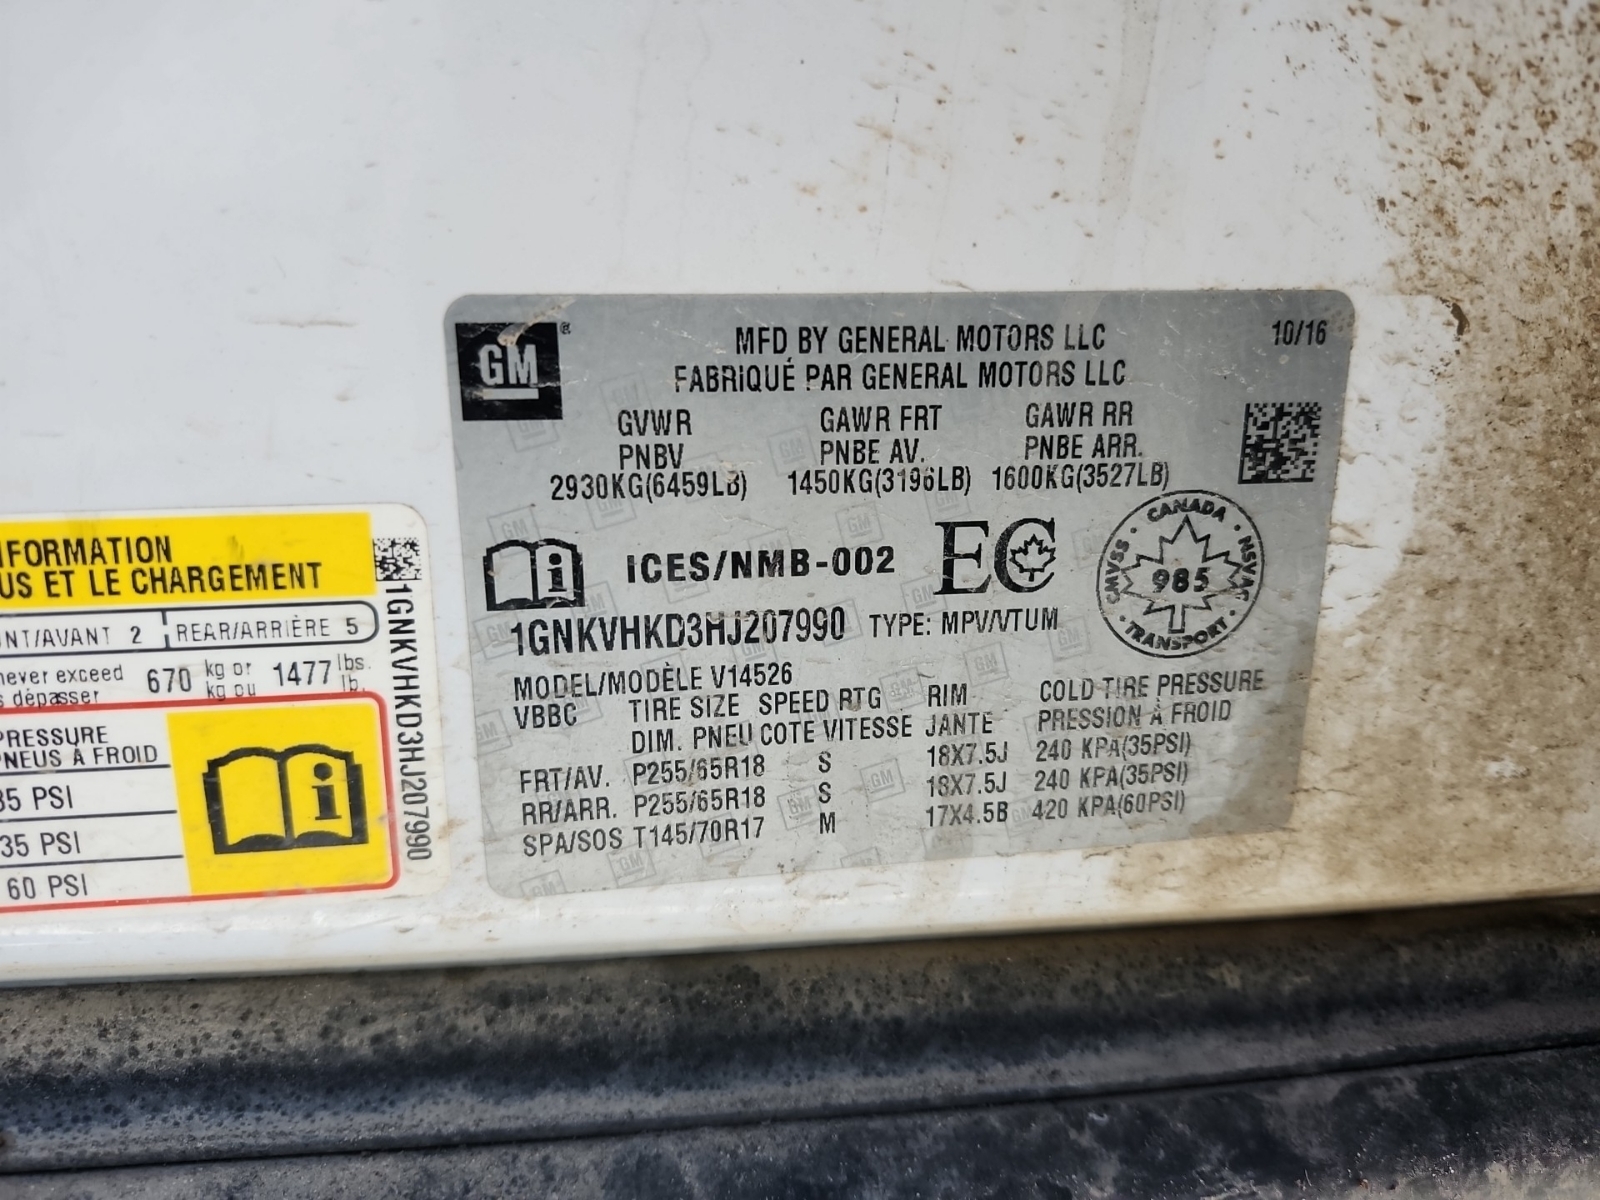 NFORMATION
US ET LE CHARGEMENT
NT/AVANT 2 REAR/ARRIÈRE 5
never exceed 670 kg or 1477 lbs.
s dépasser kg ou lb.
PRESSURE
PNEUS À FROID
35 PSI
35 PSI
60 PSI
1GNKVHKD3HJ207990
GM ®
MFD BY GENERAL MOTORS LLC 10/16
FABRIQUÉ PAR GENERAL MOTORS LLC
GVWR GAWR FRT GAWR RR
PNBV PNBE AV. PNBE ARR.
2930KG(6459LB) 1450KG(3196LB) 1600KG(3527LB)
ICES/NMB-002 EC
CANADA
CMVSS 985 NSVAC
TRANSPORT
1GNKVHKD3HJ207990 TYPE: MPV/VTUM
MODEL/MODÈLE V14526
VBBC TIRE SIZE SPEED RTG RIM COLD TIRE PRESSURE
DIM. PNEU COTE VITESSE JANTE PRESSION À FROID
FRT/AV. P255/65R18 S 18X7.5J 240 KPA(35PSI)
RR/ARR. P255/65R18 S 18X7.5J 240 KPA(35PSI)
SPA/SOS T145/70R17 M 17X4.5B 420 KPA(60PSI)